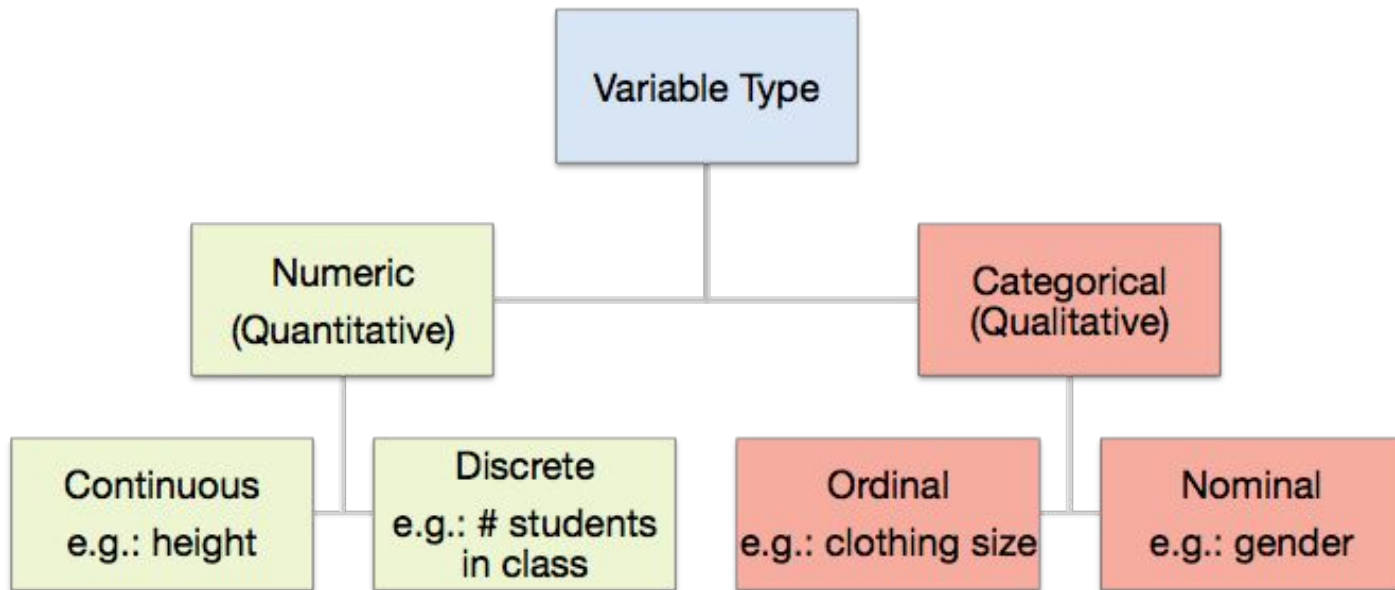 Variable Type
Numeric
(Quantitative)
Categorical
(Qualitative)
Continuous
e.g.: height
Discrete
e.g.: # students
in class
Ordinal
e.g.: clothing size
Nominal
e.g.: gender